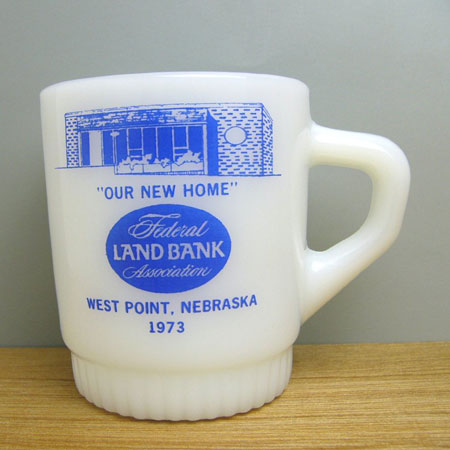 "OUR NEW HOME"
Federal
LAND BANK
Association
WEST POINT, NEBRASKA
1973